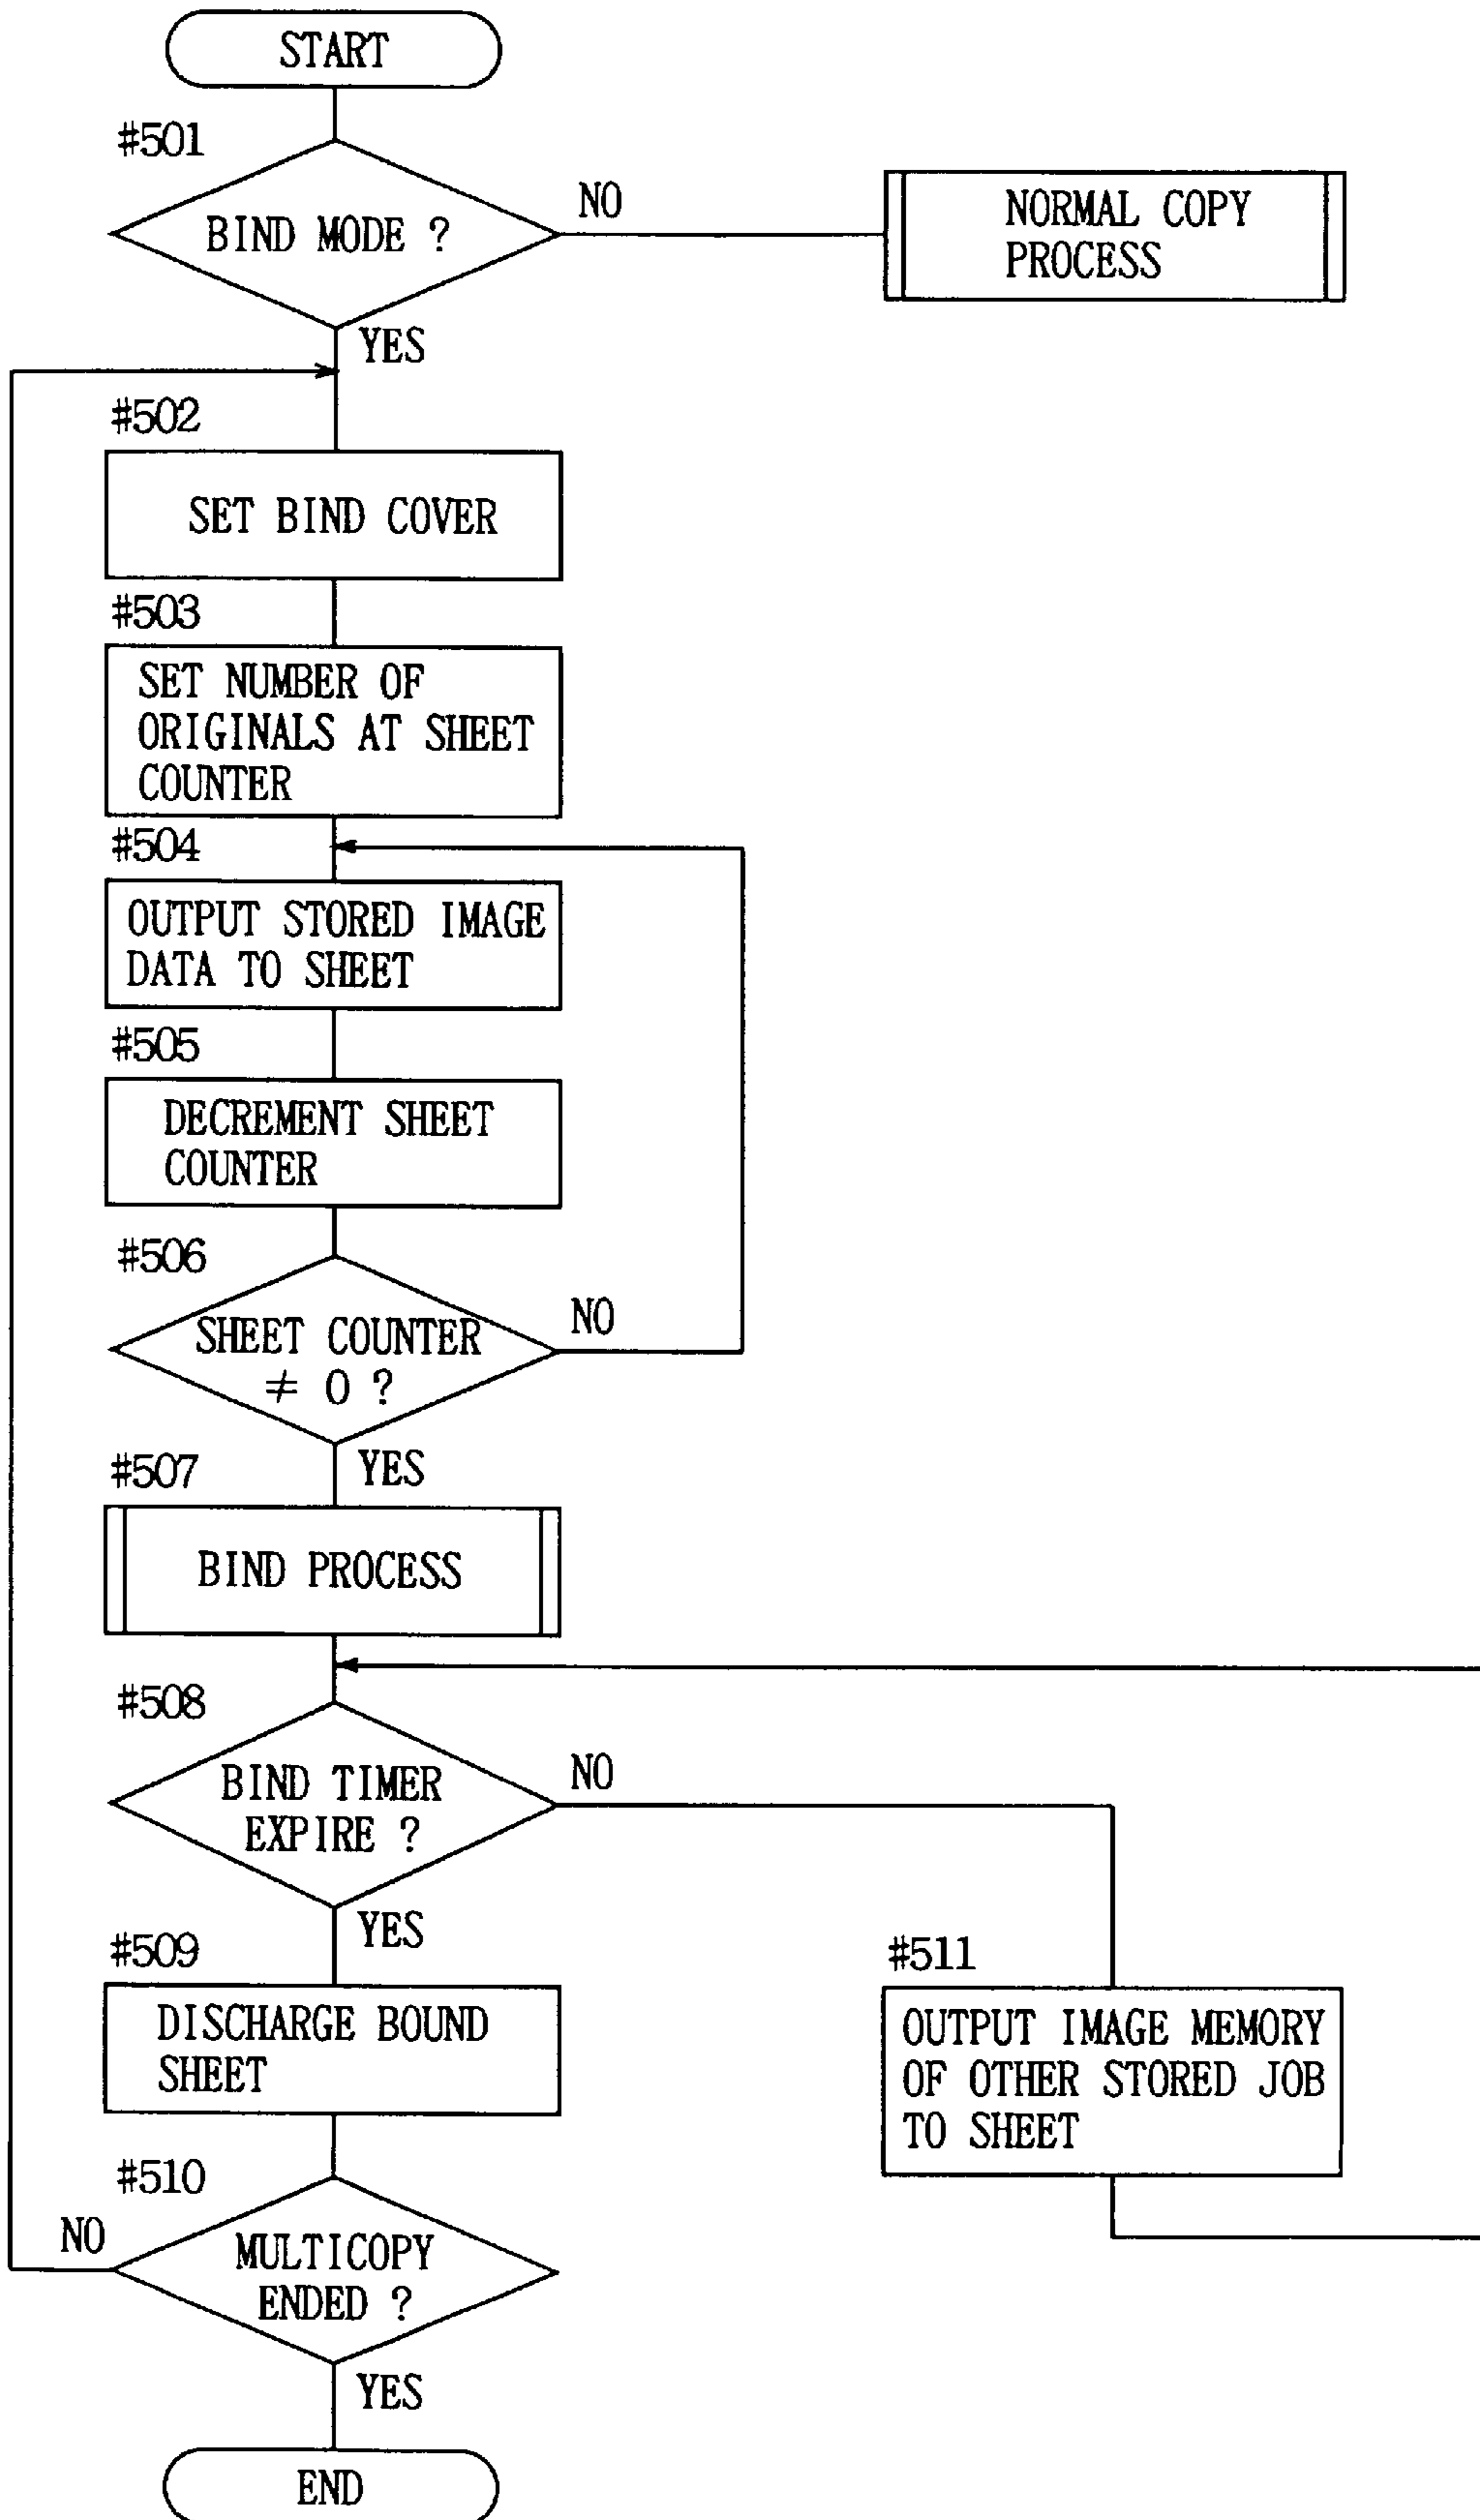 START
#501
BIND MODE ?
NO
NORMAL COPY
PROCESS
YES
#502
SET BIND COVER
#503
SET NUMBER OF
ORIGINALS AT SHEET
COUNTER
#504
OUTPUT STORED IMAGE
DATA TO SHEET
#505
DECREMENT SHEET
COUNTER
#506
SHEET COUNTER
≠ 0 ?
NO
YES
#507
BIND PROCESS
#508
BIND TIMER
EXPIRE ?
NO
YES
#509
DISCHARGE BOUND
SHEET
#511
OUTPUT IMAGE MEMORY
OF OTHER STORED JOB
TO SHEET
#510
NO
MULTICOPY
ENDED ?
YES
END